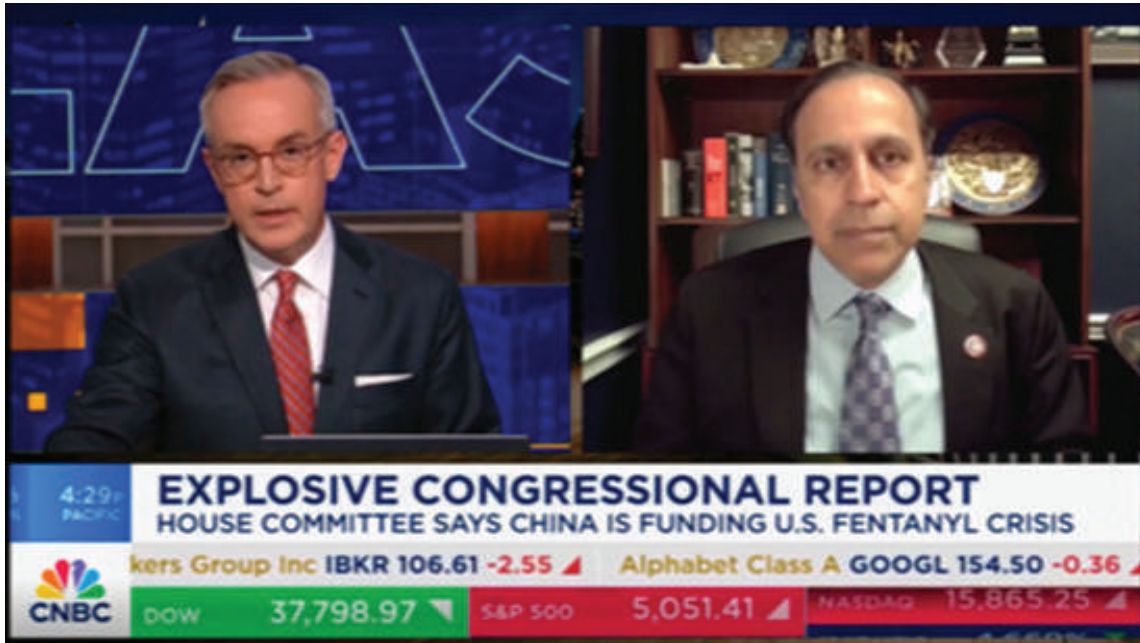 EXPLOSIVE CONGRESSIONAL REPORT
4:29P
PACIFIC
HOUSE COMMITTEE SAYS CHINA IS FUNDING U.S. FENTANYL CRISIS
kers Group Inc IBKR 106.61 -2.55 Alphabet Class A GOOGL 154.50 -0.36
CNBC
DOW 37,798.97 S&P 500 5,051.41 NASDAQ 15,865.25